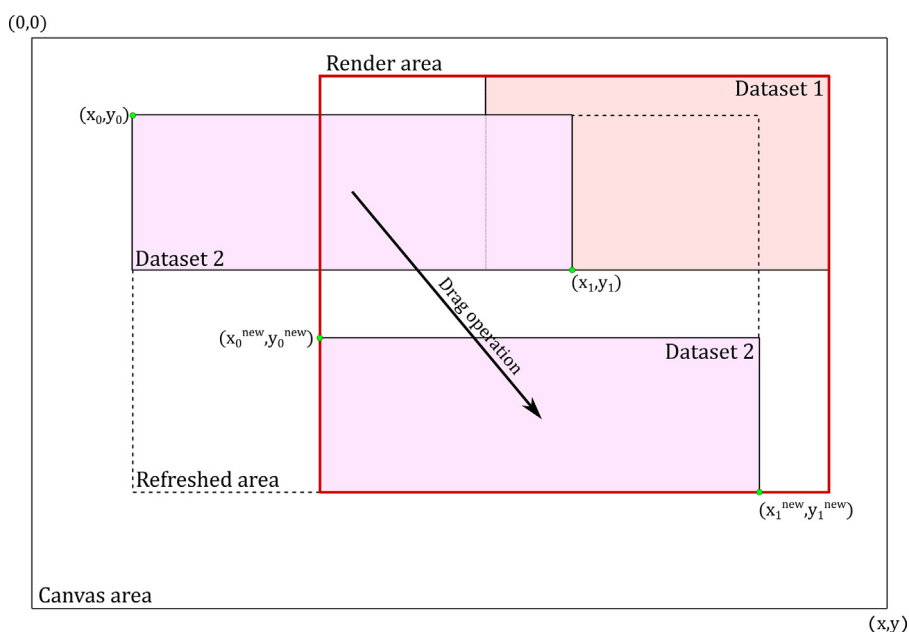 (0,0)
Render area
Dataset 1
(x₀,y₀)
Dataset 2
(x₁,y₁)
Drag operation
(x₀ⁿᵉʷ,y₀ⁿᵉʷ)
Dataset 2
Refreshed area
(x₁ⁿᵉʷ,y₁ⁿᵉʷ)
Canvas area
(x,y)